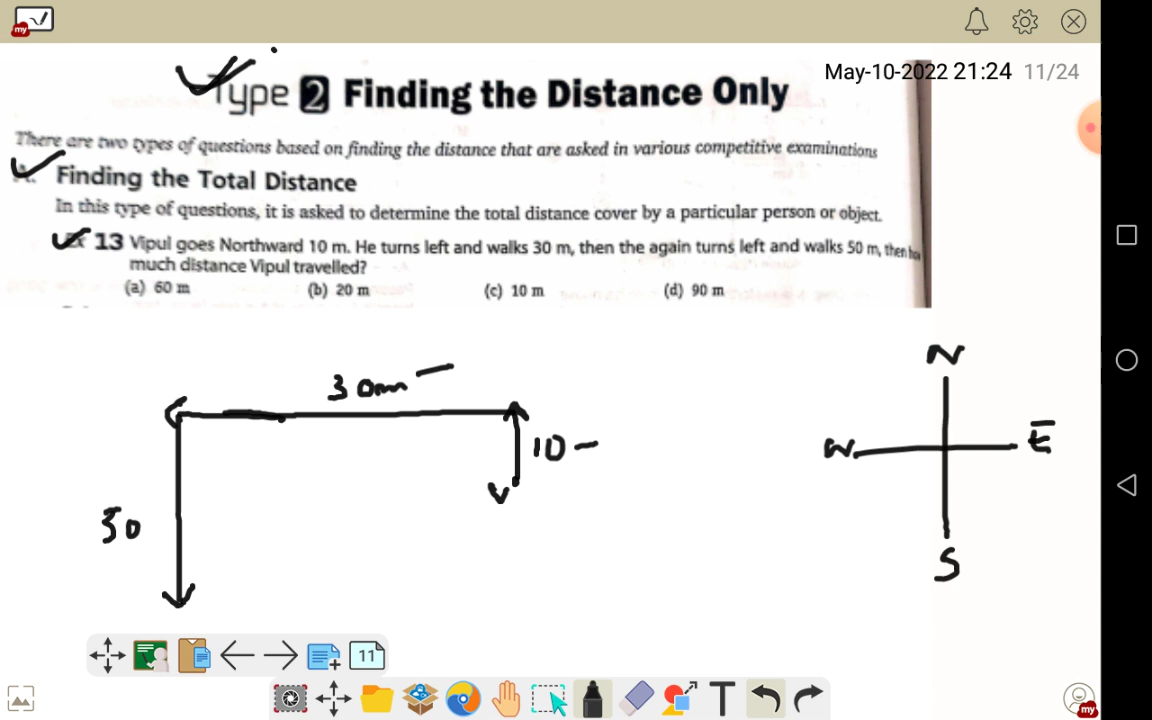 May-10-2022 21:24 11/24
Type 2 Finding the Distance Only
There are two types of questions based on finding the distance that are asked in various competitive examinations
A. Finding the Total Distance
In this type of questions, it is asked to determine the total distance cover by a particular person or object.
Ex 13 Vipul goes Northward 10 m. He turns left and walks 30 m, then the again turns left and walks 50 m, then how
much distance Vipul travelled?
(a) 60 m (b) 20 m (c) 10 m (d) 90 m
N
30m
10
W E
V
50
S
11
my
my